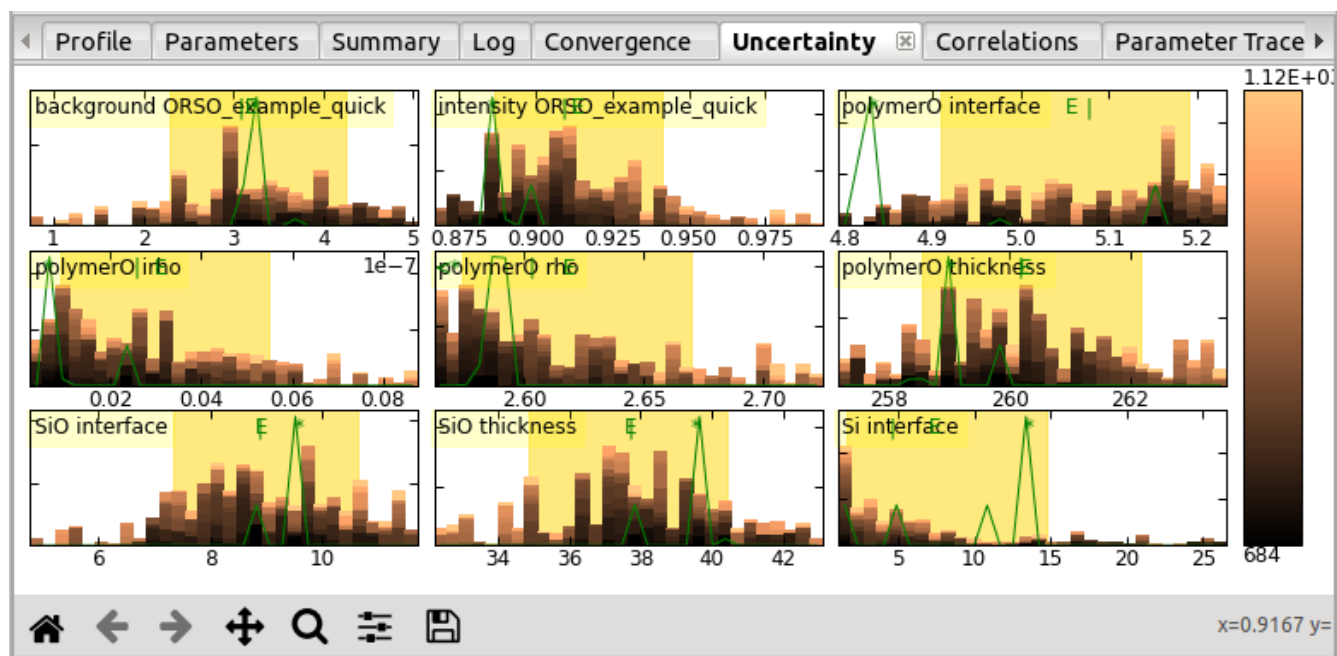 Profile Parameters Summary Log Convergence Uncertainty Correlations Parameter Trace
1.12E+03
background ORSO_example_quick
|E
*
1 2 3 4 5
intensity ORSO_example_quick
* |E
0.875 0.900 0.925 0.950 0.975
polymerO interface
* E |
4.8 4.9 5.0 5.1 5.2
polymerO irho
* | E
1e−7
0.02 0.04 0.06 0.08
polymerO rho
* | E
2.60 2.65 2.70
polymerO thickness
* E
258 260 262
SiO interface
E *
6 8 10
SiO thickness
E *
34 36 38 40 42
Si interface
| E *
5 10 15 20 25
684
x=0.9167 y=